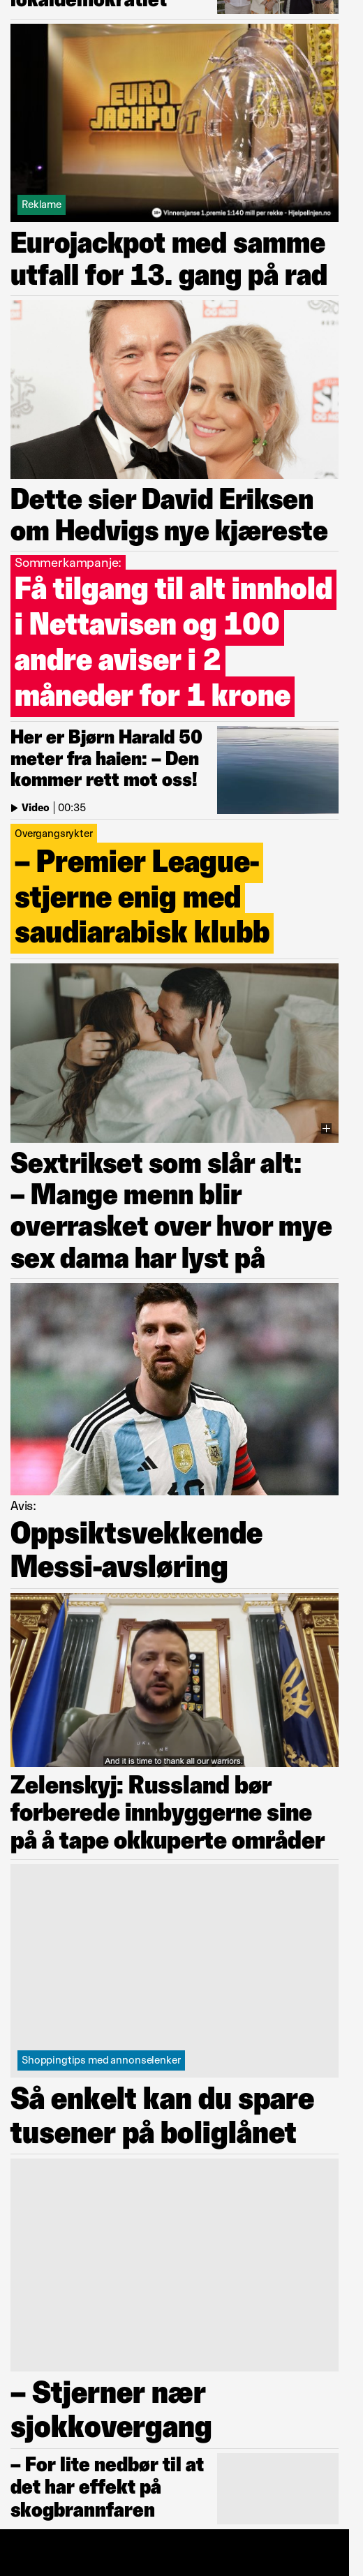 lokaldemokratiet
EURO
JACKPOT
Reklame
18+ Vinnersjanse 1.premie 1:140 mill per rekke - Hjelpelinjen.no
Eurojackpot med samme
utfall for 13. gang på rad
Dette sier David Eriksen
om Hedvigs nye kjæreste
Sommerkampanje:
Få tilgang til alt innhold
i Nettavisen og 100
andre aviser i 2
måneder for 1 krone
Her er Bjørn Harald 50
meter fra haien: – Den
kommer rett mot oss!
Video | 00:35
Overgangsrykter
– Premier League-
stjerne enig med
saudiarabisk klubb
Sextrikset som slår alt:
– Mange menn blir
overrasket over hvor mye
sex dama har lyst på
10
Avis:
Oppsiktsvekkende
Messi-avsløring
And it is time to thank all our warriors.
Zelenskyj: Russland bør
forberede innbyggerne sine
på å tape okkuperte områder
Shoppingtips med annonselenker
Så enkelt kan du spare
tusener på boliglånet
– Stjerner nær
sjokkovergang
– For lite nedbør til at
det har effekt på
skogbrannfaren